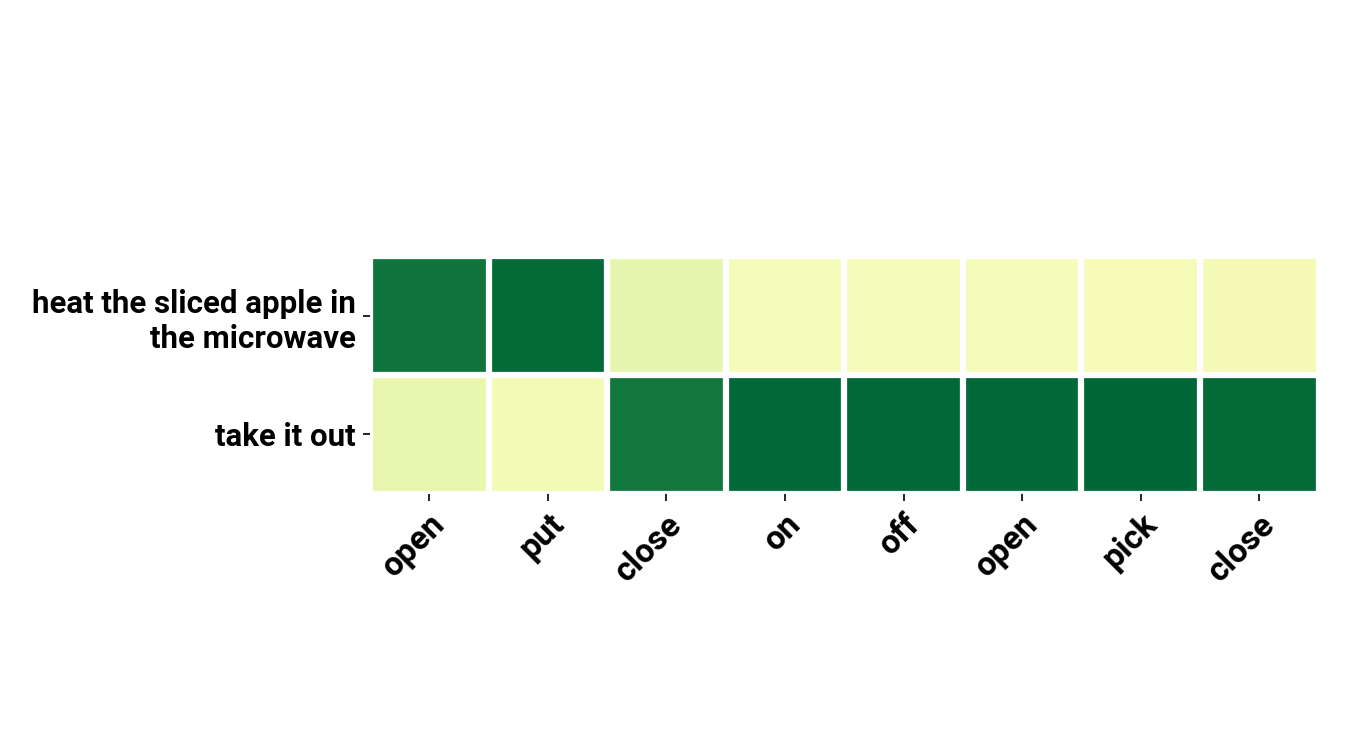 heat the sliced apple in
the microwave
take it out
open put close on off open pick close